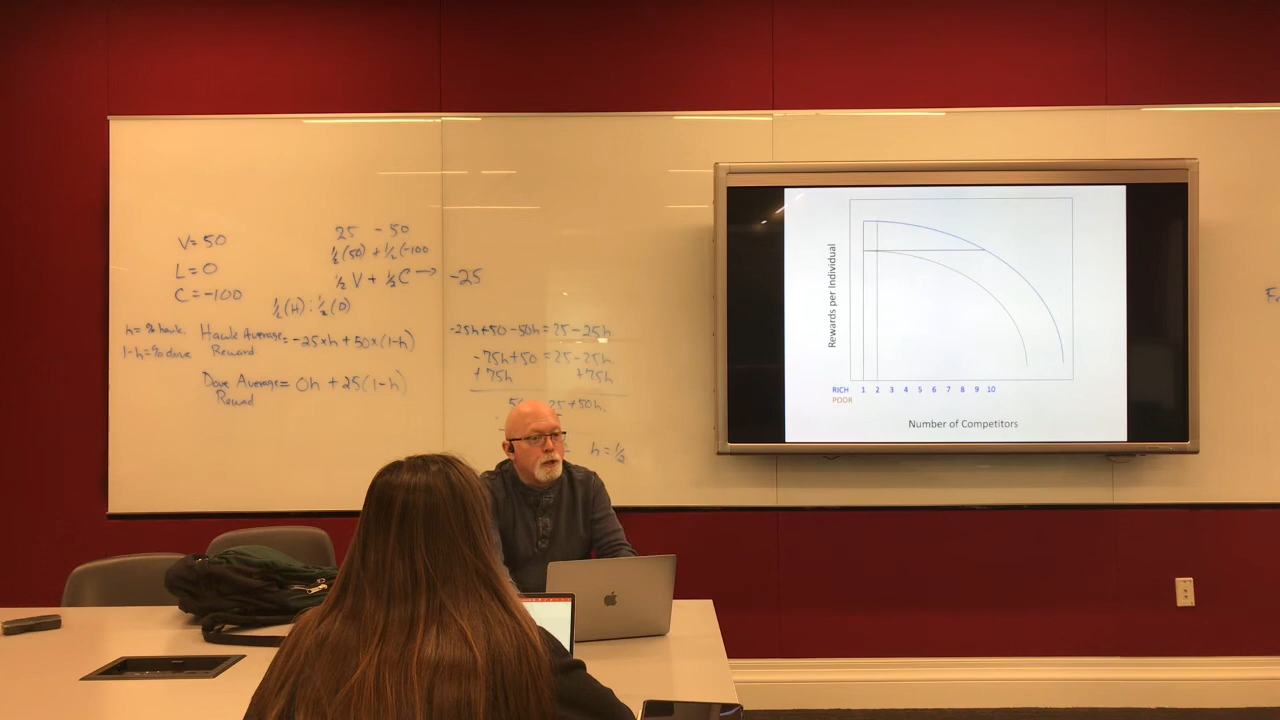 V=50
L=0
C=-100
25 -50
½(50) + ½(-100
½V + ½C → -25
½(H) : ½(D)
h=% hawk
1-h=% dove
Hawk Average = -25×h + 50×(1-h)
Reward
Dove Average = 0h + 25(1-h)
Reward
-25h+50-50h = 25-25h
-75h+50 = 25-25h
+75h +75h
25+50h
h=½
Rewards per Individual
RICH 1 2 3 4 5 6 7 8 9 10
POOR
Number of Competitors